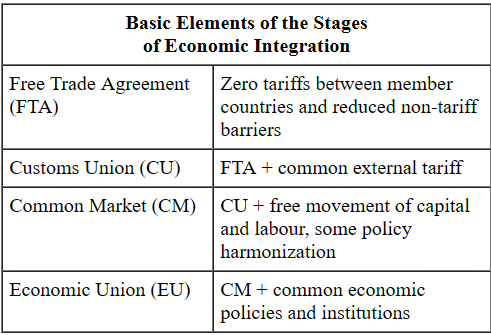 Basic Elements of the Stages
of Economic Integration
Free Trade Agreement
(FTA)
Zero tariffs between member
countries and reduced non-tariff
barriers
Customs Union (CU)
FTA + common external tariff
Common Market (CM)
CU + free movement of capital
and labour, some policy
harmonization
Economic Union (EU)
CM + common economic
policies and institutions